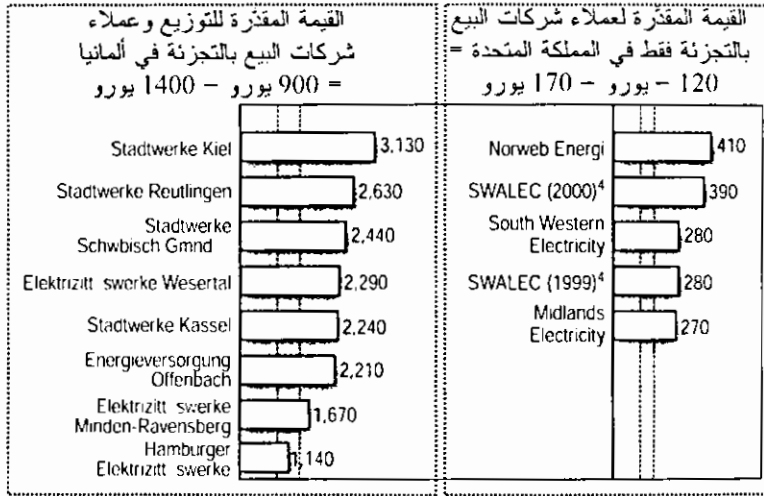 القيمة المقدّرة لعملاء شركات البيع
بالتجزئة فقط في المملكة المتحدة =
120 – يورو – 170 يورو
Norweb Energi 410
SWALEC (2000)⁴ 390
South Western
Electricity 280
SWALEC (1999)⁴ 280
Midlands
Electricity 270
القيمة المقدّرة للتوزيع وعملاء
شركات البيع بالتجزئة في ألمانيا
= 900 يورو – 1400 يورو
Stadtwerke Kiel 3,130
Stadtwerke Reutlingen 2,630
Stadtwerke
Schwbisch Gmnd 2,440
Elektrizitt swerke Wesertal 2,290
Stadtwerke Kassel 2,240
Energieversorgung
Offenbach 2,210
Elektrizitt swerke
Minden-Ravensberg 1,670
Hamburger
Elektrizitt swerke 1,140